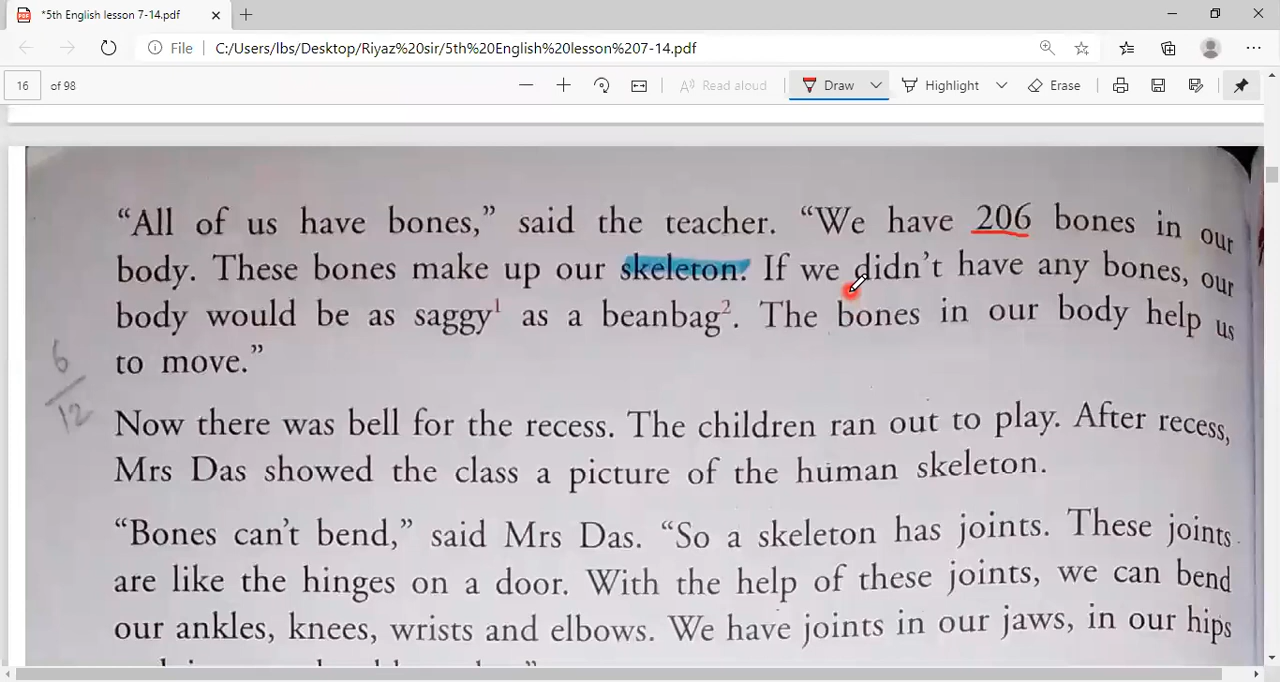 *5th English lesson 7-14.pdf
File C:/Users/lbs/Desktop/Riyaz%20sir/5th%20English%20lesson%207-14.pdf
16 of 98 Read aloud Draw Highlight Erase
“All of us have bones,” said the teacher. “We have 206 bones in our
body. These bones make up our skeleton. If we didn’t have any bones, our
body would be as saggy¹ as a beanbag². The bones in our body help us
to move.”
6
12
Now there was bell for the recess. The children ran out to play. After recess,
Mrs Das showed the class a picture of the human skeleton.
“Bones can’t bend,” said Mrs Das. “So a skeleton has joints. These joints
are like the hinges on a door. With the help of these joints, we can bend
our ankles, knees, wrists and elbows. We have joints in our jaws, in our hips